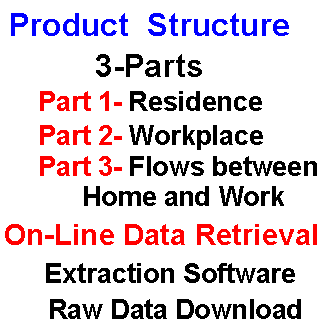 Product Structure
3-Parts
Part 1- Residence
Part 2- Workplace
Part 3- Flows between
Home and Work
On-Line Data Retrieval
Extraction Software
Raw Data Download